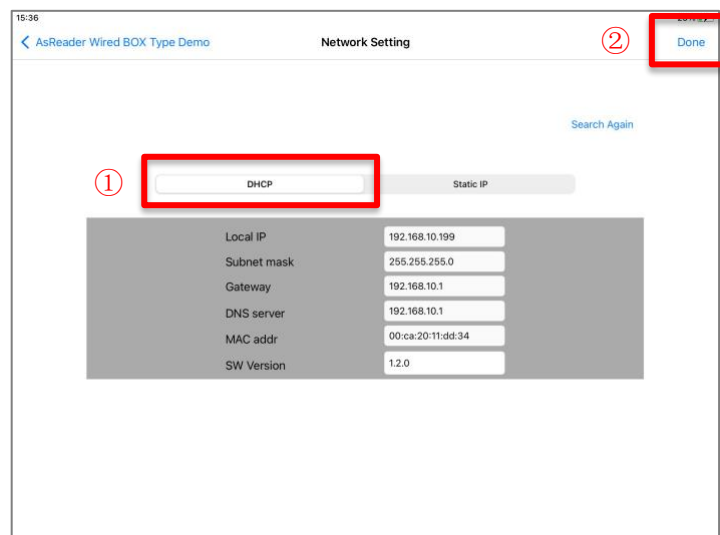 15:36
< AsReader Wired BOX Type Demo Network Setting ② Done
Search Again
① DHCP Static IP
Local IP 192.168.10.199
Subnet mask 255.255.255.0
Gateway 192.168.10.1
DNS server 192.168.10.1
MAC addr 00:ca:20:11:dd:34
SW Version 1.2.0